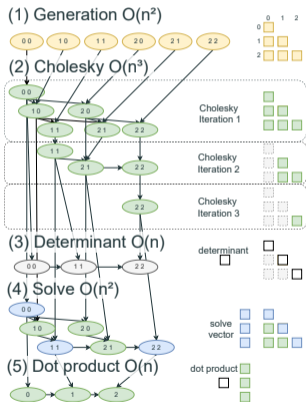 (1) Generation O(n²)
0 1 2
0
1
2
0 0 1 0 1 1 2 0 2 1 2 2
(2) Cholesky O(n³)
0 0
1 0 2 0
1 1 2 1 2 2
Cholesky
Iteration 1
1 1
2 1 2 2
Cholesky
Iteration 2
2 2
Cholesky
Iteration 3
(3) Determinant O(n)
determinant
0 0 1 1 2 2
(4) Solve O(n²)
0 0
1 0 2 0
1 1 2 1 2 2
solve
vector
(5) Dot product O(n)
dot product
0 1 2